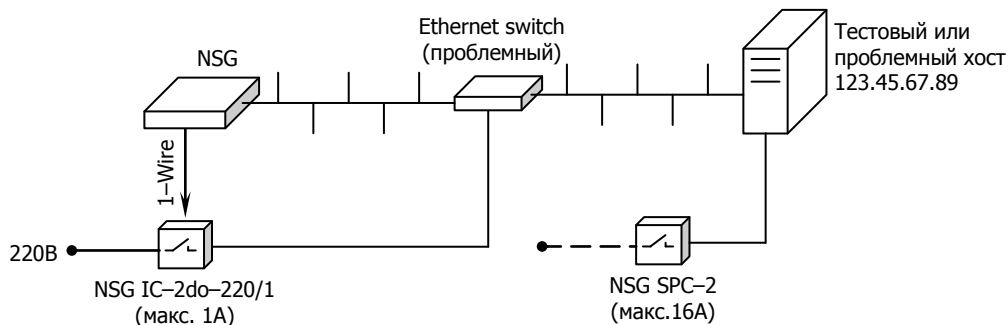 Ethernet switch
(проблемный)
NSG
Тестовый или
проблемный хост
123.45.67.89
1–Wire
220В
NSG IC–2do–220/1
(макс. 1А)
NSG SPC–2
(макс.16А)